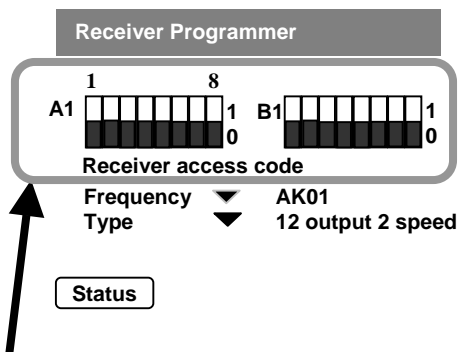 Receiver Programmer
1 8
A1 1 B1 1
0 0
Receiver access code
Frequency AK01
Type 12 output 2 speed
Status